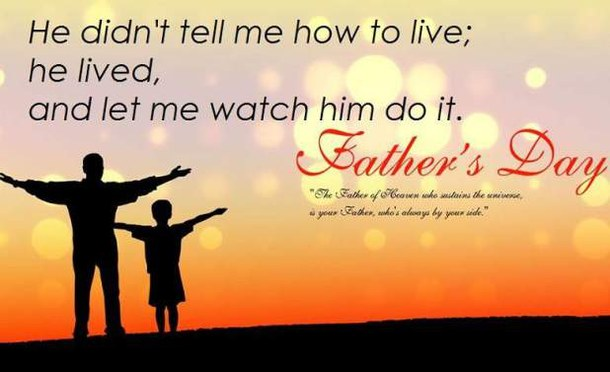 He didn't tell me how to live;
he lived,
and let me watch him do it.
Father's Day
"The Father of Heaven who sustains the universe,
is your Father, who's always by your side."